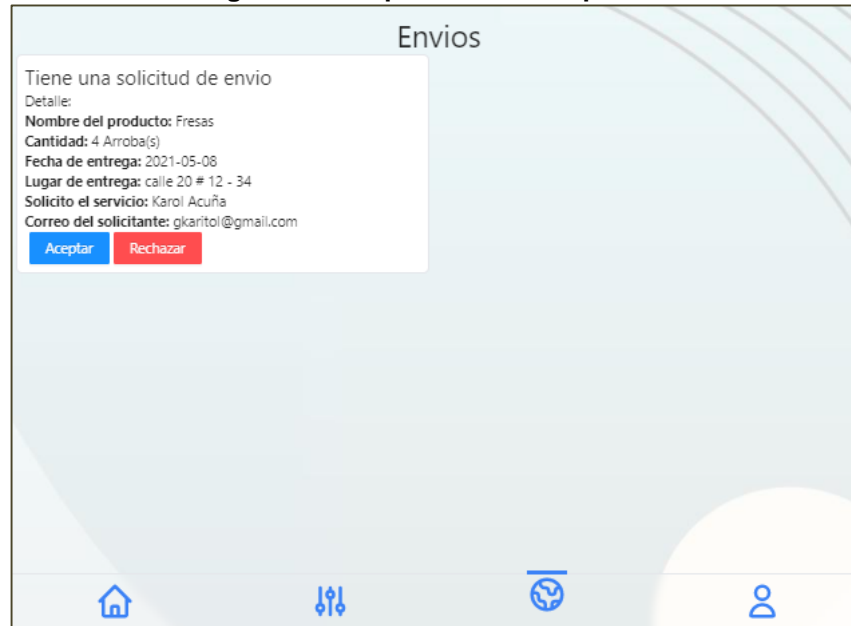 Envios
Tiene una solicitud de envio
Detalle:
Nombre del producto: Fresas
Cantidad: 4 Arroba(s)
Fecha de entrega: 2021-05-08
Lugar de entrega: calle 20 # 12 - 34
Solicito el servicio: Karol Acuña
Correo del solicitante: gkaritol@gmail.com
Aceptar Rechazar